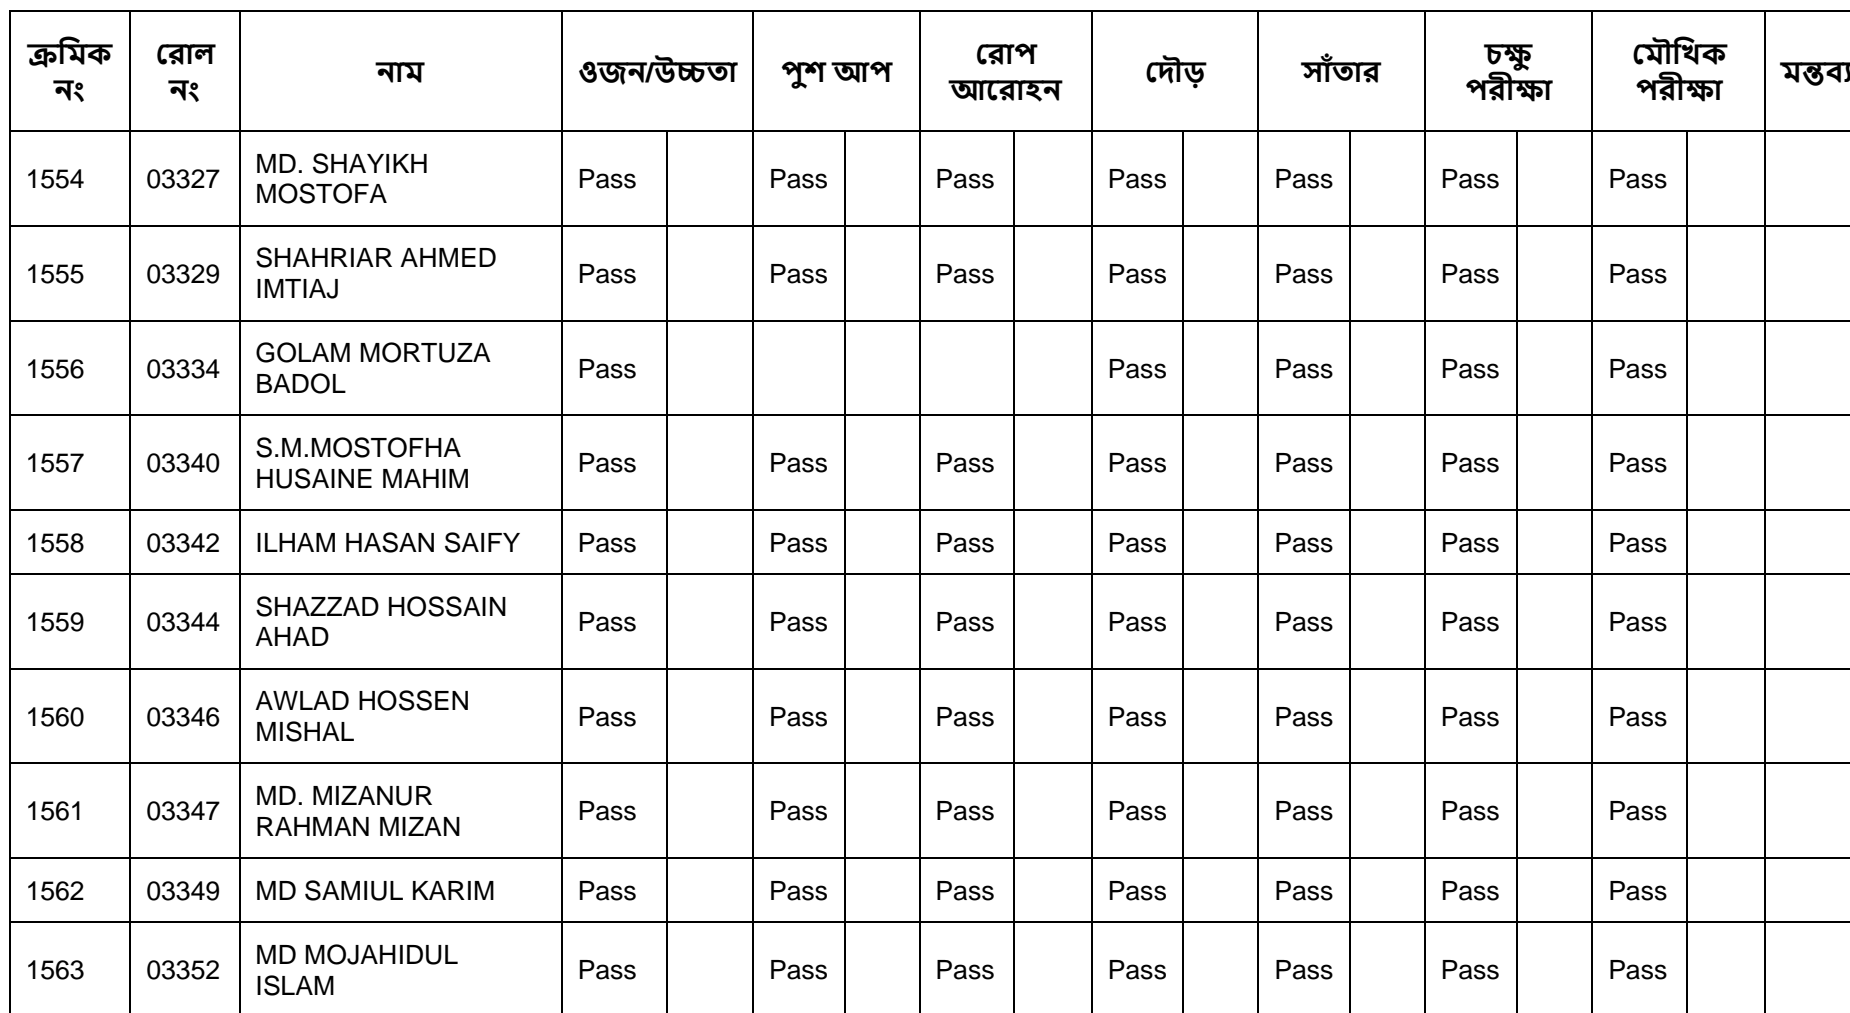 ক্রমিক নং রোল নং নাম ওজন/উচ্চতা পুশ আপ রোপ আরোহন দৌড় সাঁতার চক্ষু পরীক্ষা মৌখিক পরীক্ষা মন্তব্য
1554 03327 MD. SHAYIKH MOSTOFA Pass Pass Pass Pass Pass Pass Pass
1555 03329 SHAHRIAR AHMED IMTIAJ Pass Pass Pass Pass Pass Pass Pass
1556 03334 GOLAM MORTUZA BADOL Pass Pass Pass Pass Pass
1557 03340 S.M.MOSTOFHA HUSAINE MAHIM Pass Pass Pass Pass Pass Pass Pass
1558 03342 ILHAM HASAN SAIFY Pass Pass Pass Pass Pass Pass Pass
1559 03344 SHAZZAD HOSSAIN AHAD Pass Pass Pass Pass Pass Pass Pass
1560 03346 AWLAD HOSSEN MISHAL Pass Pass Pass Pass Pass Pass Pass
1561 03347 MD. MIZANUR RAHMAN MIZAN Pass Pass Pass Pass Pass Pass Pass
1562 03349 MD SAMIUL KARIM Pass Pass Pass Pass Pass Pass Pass
1563 03352 MD MOJAHIDUL ISLAM Pass Pass Pass Pass Pass Pass Pass